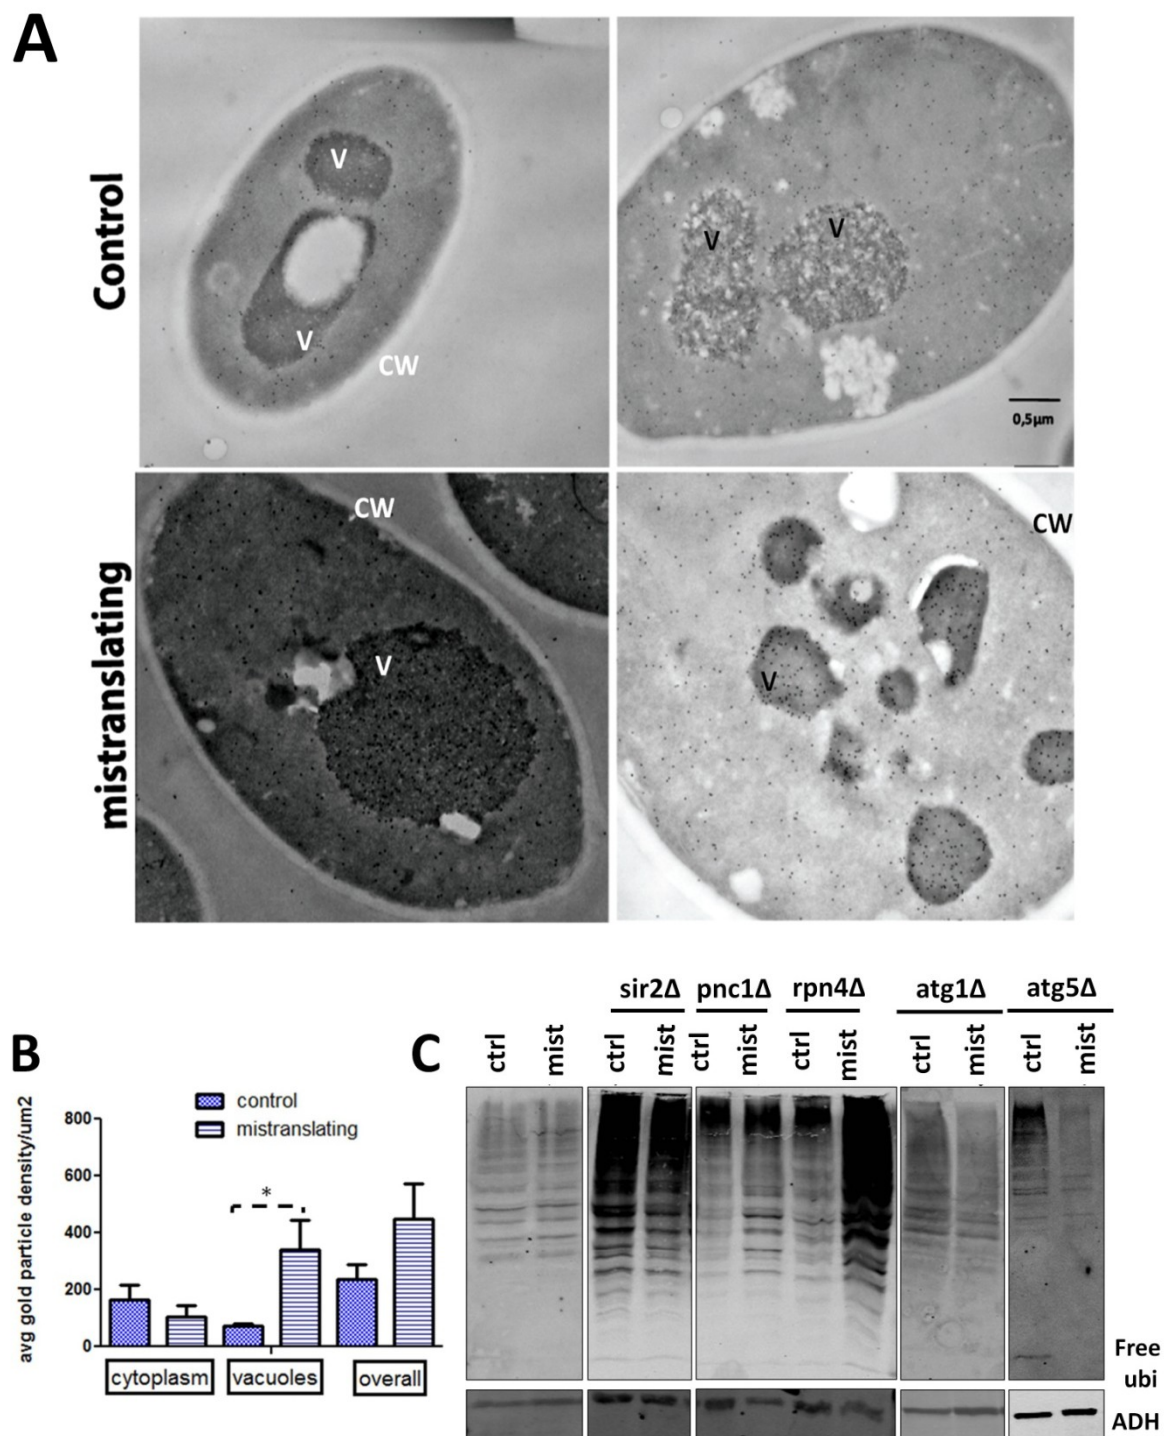 A
Control
V
V
CW
V
V
0,5µm
mistranslating
CW
V
CW
V
B
avg gold particle density/um2
control
mistranslating
800
600
400
200
0
*
cytoplasm
vacuoles
overall
C
sir2Δ pnc1Δ rpn4Δ atg1Δ atg5Δ
ctrl mist ctrl mist ctrl mist ctrl mist ctrl mist ctrl mist
Free
ubi
ADH